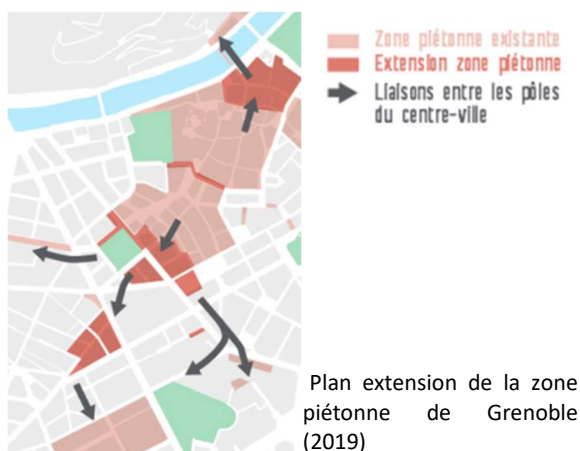 Zone piétonne existante
Extension zone piétonne
Liaisons entre les pôles
du centre-ville
Plan extension de la zone
piétonne de Grenoble
(2019)